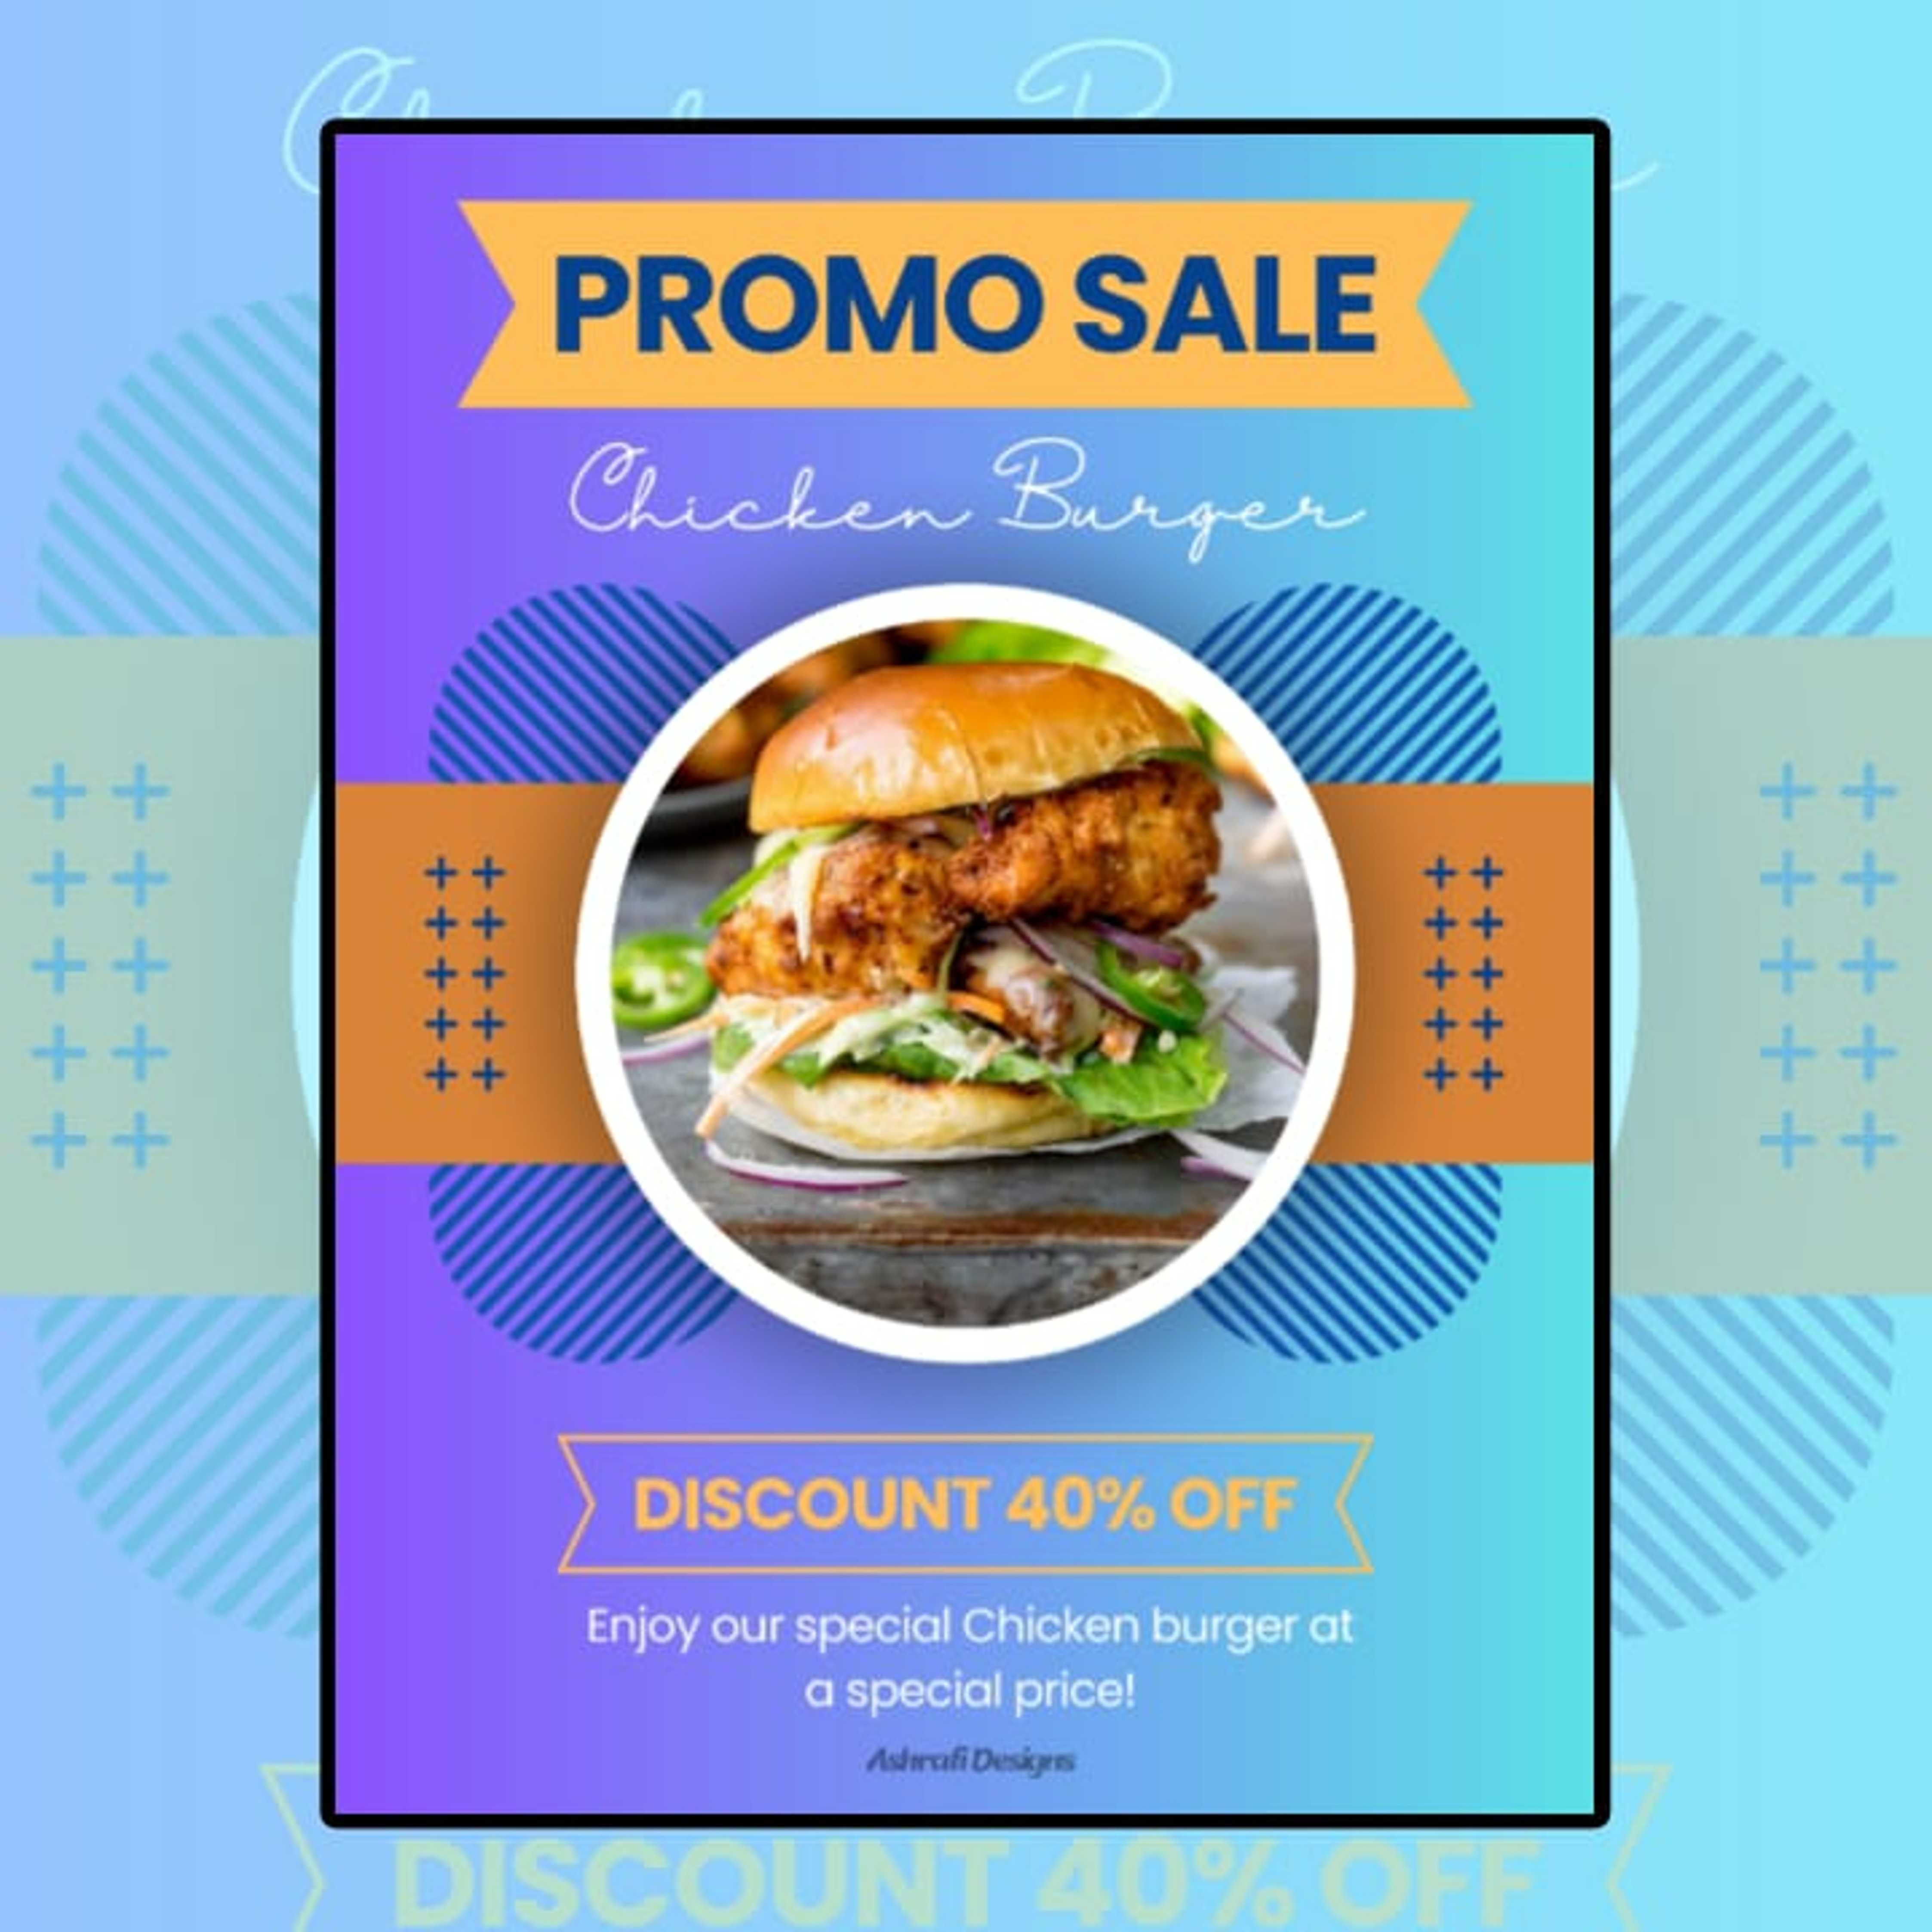 PROMO SALE
Chicken Burger
DISCOUNT 40% OFF
Enjoy our special Chicken burger at
a special price!
Ashrafi Designs
DISCOUNT 40% OFF